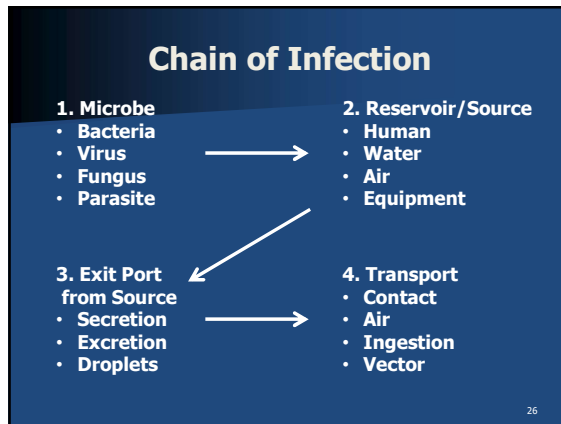 Chain of Infection
1. Microbe
• Bacteria
• Virus
• Fungus
• Parasite
2. Reservoir/Source
• Human
• Water
• Air
• Equipment
3. Exit Port
from Source
• Secretion
• Excretion
• Droplets
4. Transport
• Contact
• Air
• Ingestion
• Vector
26